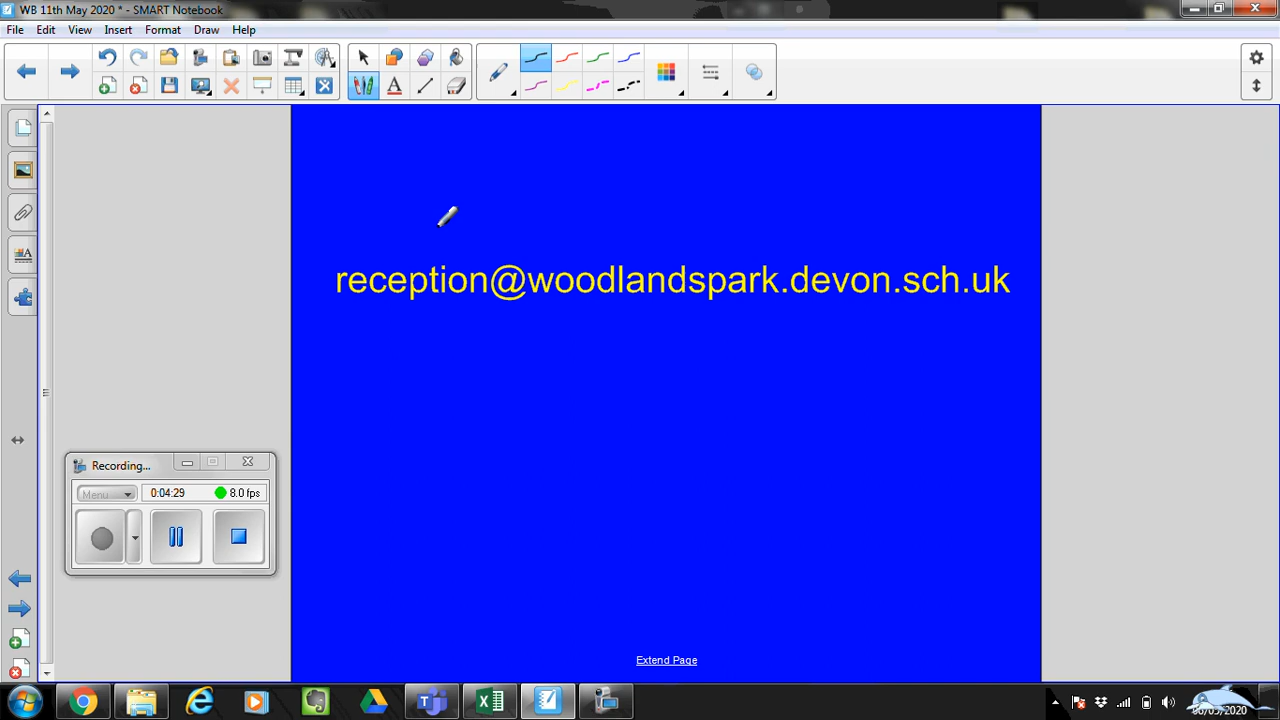 WB 11th May 2020 * - SMART Notebook
File Edit View Insert Format Draw Help
reception@woodlandspark.devon.sch.uk
Recording...
Menu 0:04:29 8.0 fps
Extend Page